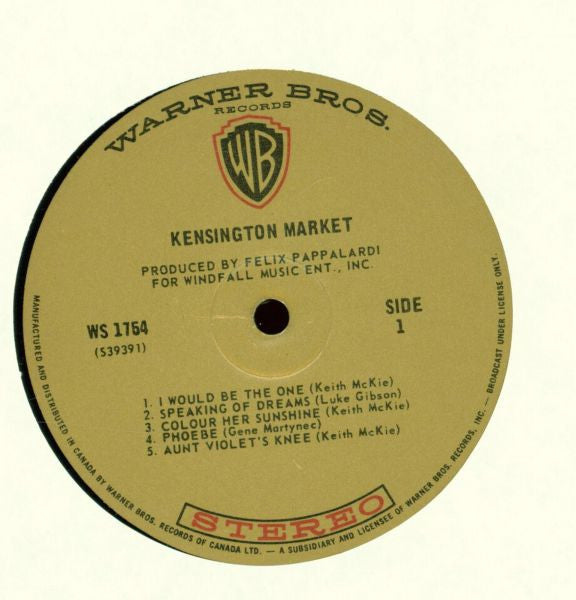 WARNER BROS.
RECORDS
WB
KENSINGTON MARKET
PRODUCED BY FELIX PAPPALARDI
FOR WINDFALL MUSIC ENT., INC.
WS 1754
(S39391)
SIDE
1
1. I WOULD BE THE ONE (Keith McKie)
2. SPEAKING OF DREAMS (Luke Gibson)
3. COLOUR HER SUNSHINE (Keith McKie)
4. PHOEBE (Gene Martynec)
5. AUNT VIOLET'S KNEE (Keith McKie)
STEREO
MANUFACTURED AND DISTRIBUTED IN CANADA BY WARNER BROS. RECORDS OF CANADA LTD. — A SUBSIDIARY AND LICENSEE OF WARNER BROS. RECORDS, INC. — BROADCAST UNDER LICENSE ONLY.